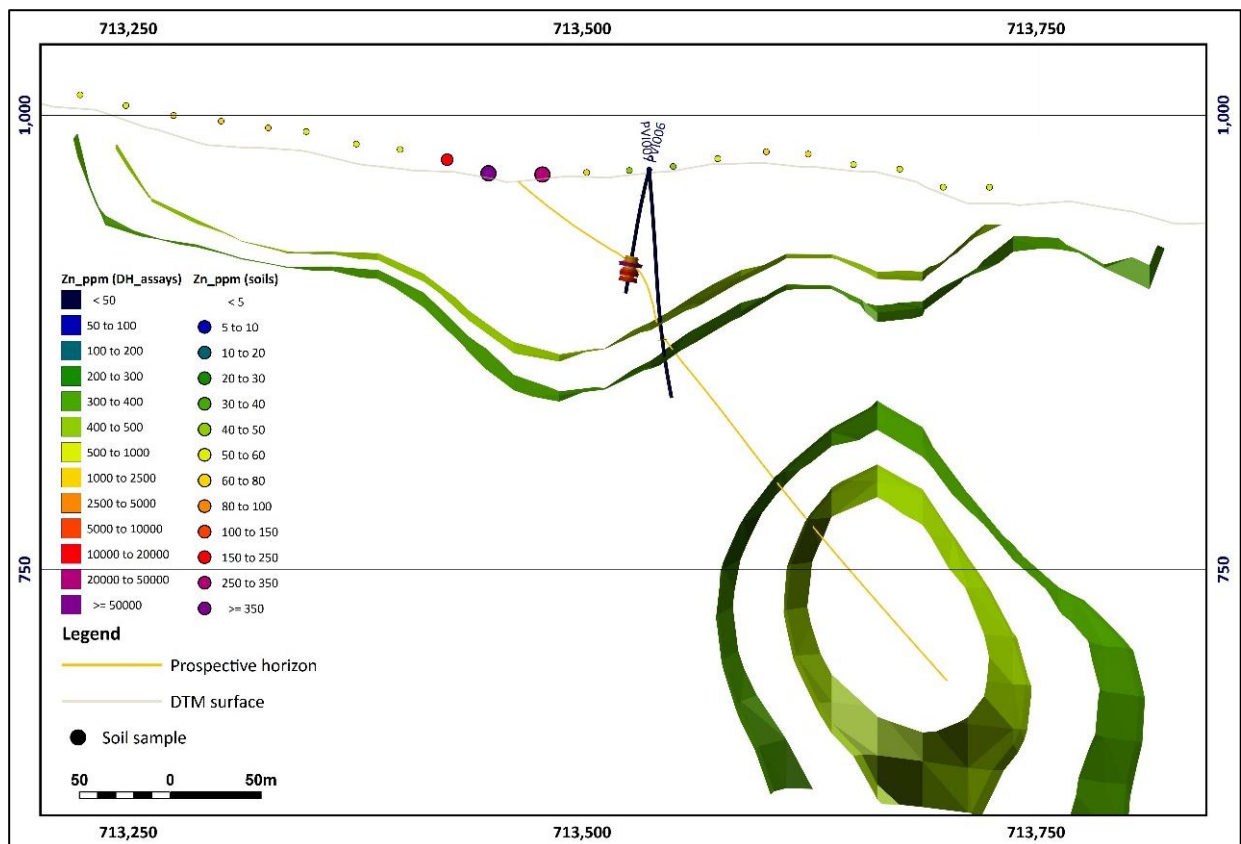 713,250 713,500 713,750
1,000 1,000
Zn_ppm (DH_assays) Zn_ppm (soils)
< 50 < 5
50 to 100 5 to 10
100 to 200 10 to 20
200 to 300 20 to 30
300 to 400 30 to 40
400 to 500 40 to 50
500 to 1000 50 to 60
1000 to 2500 60 to 80
2500 to 5000 80 to 100
5000 to 10000 100 to 150
10000 to 20000 150 to 250
20000 to 50000 250 to 350
>= 50000 >= 350
750 750
Legend
Prospective horizon
DTM surface
Soil sample
50 0 50m
713,250 713,500 713,750